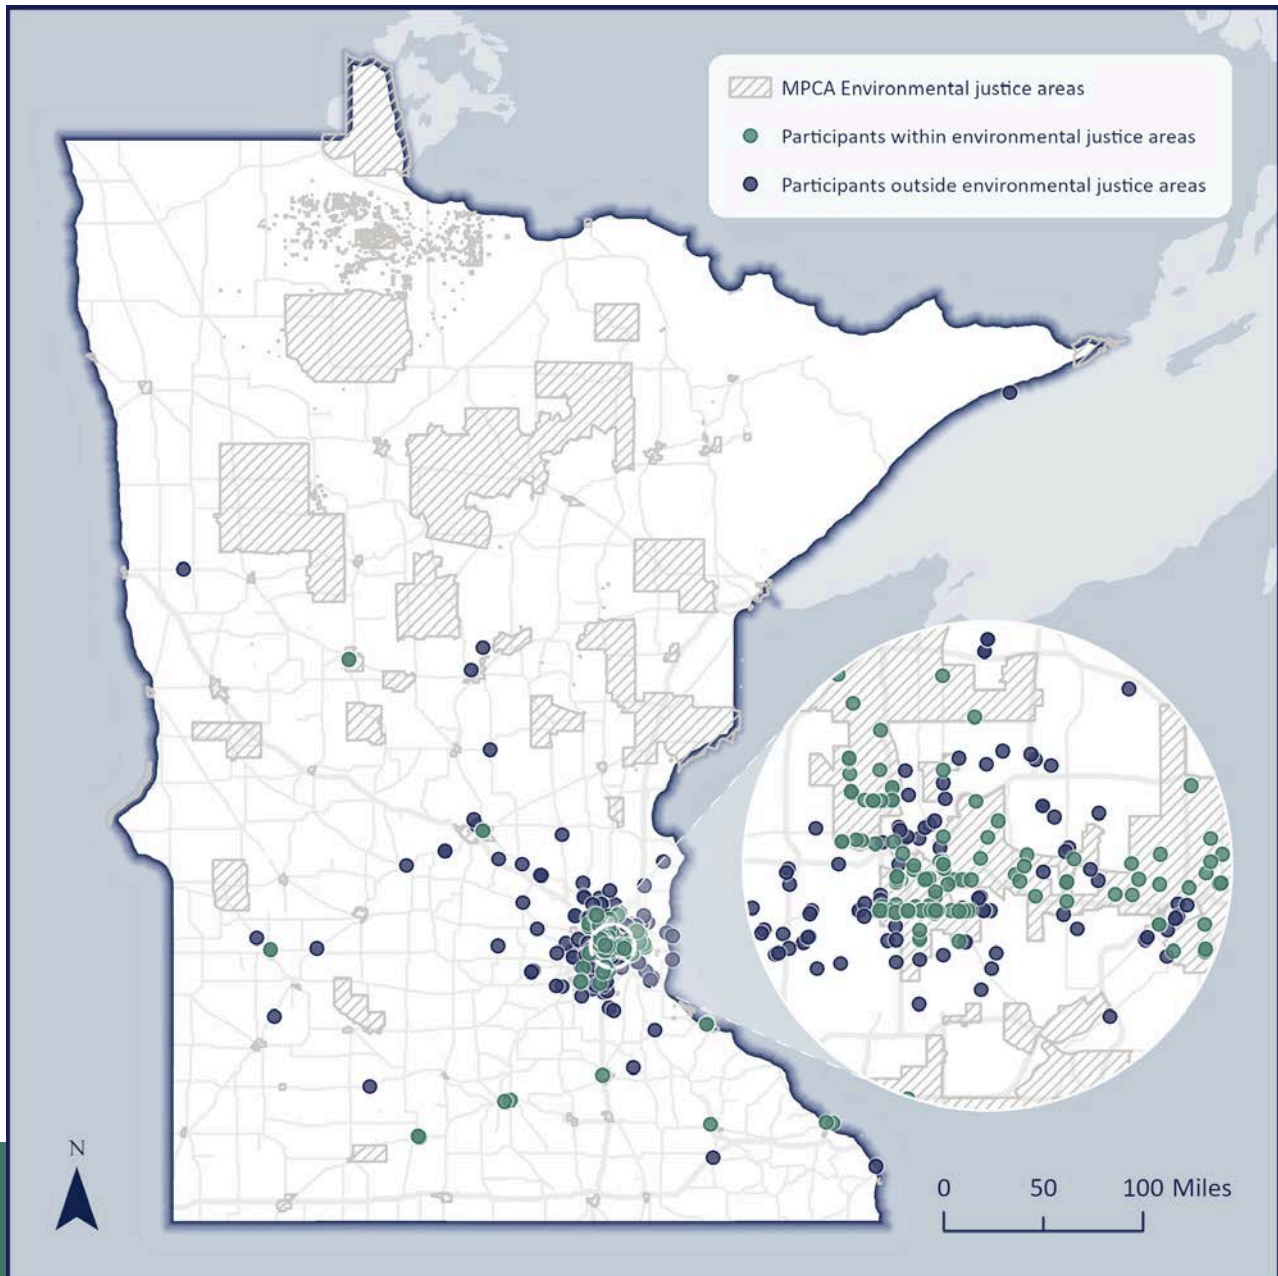 MPCA Environmental justice areas
Participants within environmental justice areas
Participants outside environmental justice areas
N
0 50 100 Miles